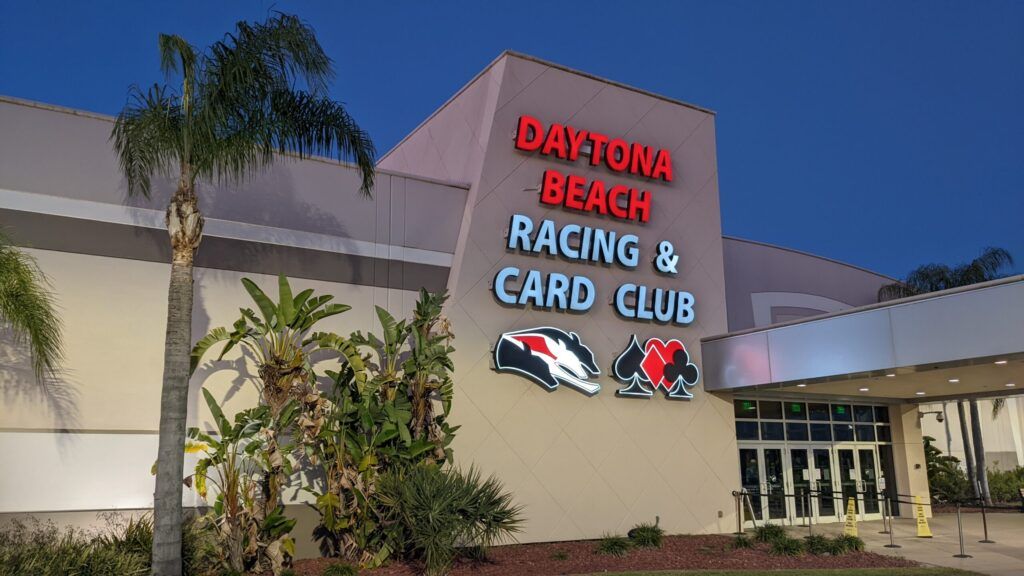 DAYTONA
BEACH
RACING &
CARD CLUB